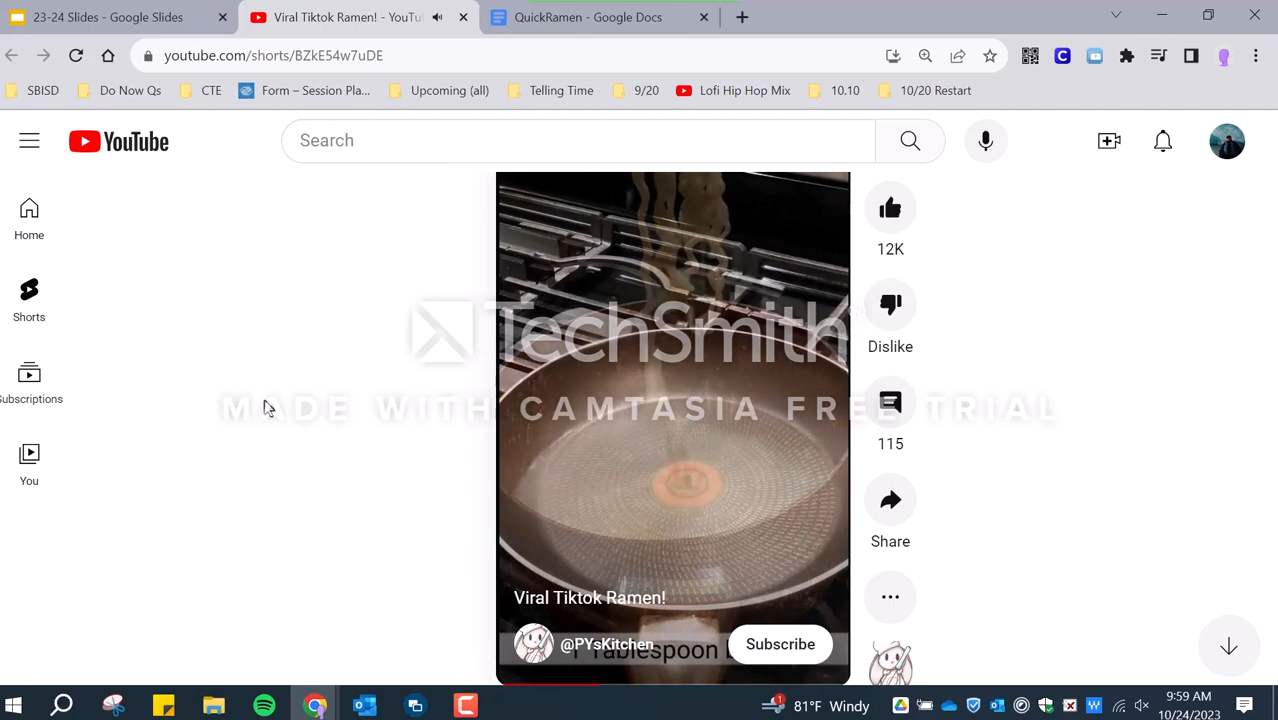 23-24 Slides - Google Slides
Viral Tiktok Ramen! - YouTu
QuickRamen - Google Docs
youtube.com/shorts/BZkE54w7uDE
SBISD
Do Now Qs
CTE
Form – Session Pla...
Upcoming (all)
Telling Time
9/20
Lofi Hip Hop Mix
10.10
10/20 Restart
YouTube
Search
Home
Shorts
Subscriptions
You
12K
Dislike
115
Share
TechSmith
MADE WITH CAMTASIA FREE TRIAL
Viral Tiktok Ramen!
@PYsKitchen
Subscribe
1 Tablespoon
81°F Windy
1
9:59 AM
10/24/2023